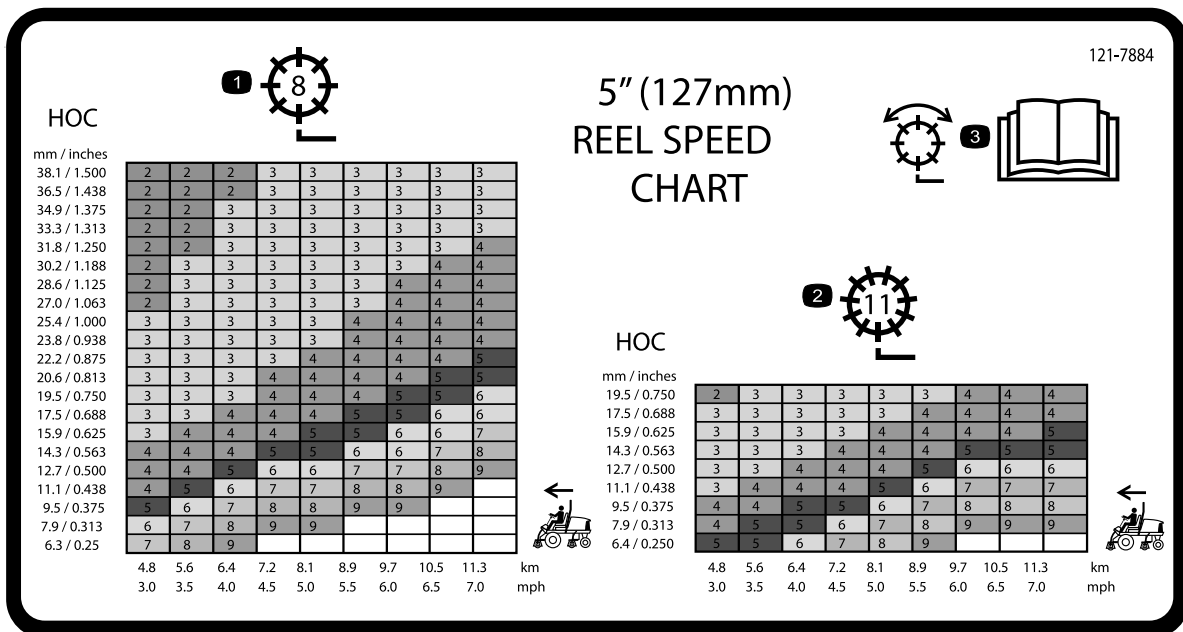 121-7884
5" (127mm)
REEL SPEED
CHART
1
8
HOC
mm / inches
38.1 / 1.500 2 2 2 3 3 3 3 3 3
36.5 / 1.438 2 2 2 3 3 3 3 3 3
34.9 / 1.375 2 2 3 3 3 3 3 3 3
33.3 / 1.313 2 2 3 3 3 3 3 3 3
31.8 / 1.250 2 2 3 3 3 3 3 3 4
30.2 / 1.188 2 3 3 3 3 3 3 4 4
28.6 / 1.125 2 3 3 3 3 3 4 4 4
27.0 / 1.063 2 3 3 3 3 3 4 4 4
25.4 / 1.000 3 3 3 3 3 4 4 4 4
23.8 / 0.938 3 3 3 3 3 4 4 4 4
22.2 / 0.875 3 3 3 3 4 4 4 4 5
20.6 / 0.813 3 3 3 4 4 4 4 5 5
19.5 / 0.750 3 3 3 4 4 4 5 5 6
17.5 / 0.688 3 3 4 4 4 5 5 6 6
15.9 / 0.625 3 4 4 4 5 5 6 6 7
14.3 / 0.563 4 4 4 5 5 6 6 7 8
12.7 / 0.500 4 4 5 6 6 7 7 8 9
11.1 / 0.438 4 5 6 7 7 8 8 9
9.5 / 0.375 5 6 7 8 8 9 9
7.9 / 0.313 6 7 8 9 9
6.3 / 0.25 7 8 9
4.8 5.6 6.4 7.2 8.1 8.9 9.7 10.5 11.3 km
3.0 3.5 4.0 4.5 5.0 5.5 6.0 6.5 7.0 mph
3
2
11
HOC
mm / inches
19.5 / 0.750 2 3 3 3 3 3 4 4 4
17.5 / 0.688 3 3 3 3 3 4 4 4 4
15.9 / 0.625 3 3 3 3 4 4 4 4 5
14.3 / 0.563 3 3 3 4 4 4 5 5 5
12.7 / 0.500 3 3 4 4 4 5 6 6 6
11.1 / 0.438 3 4 4 4 5 6 7 7 7
9.5 / 0.375 4 4 5 5 6 7 8 8 8
7.9 / 0.313 4 5 5 6 7 8 9 9 9
6.4 / 0.250 5 5 6 7 8 9
4.8 5.6 6.4 7.2 8.1 8.9 9.7 10.5 11.3 km
3.0 3.5 4.0 4.5 5.0 5.5 6.0 6.5 7.0 mph